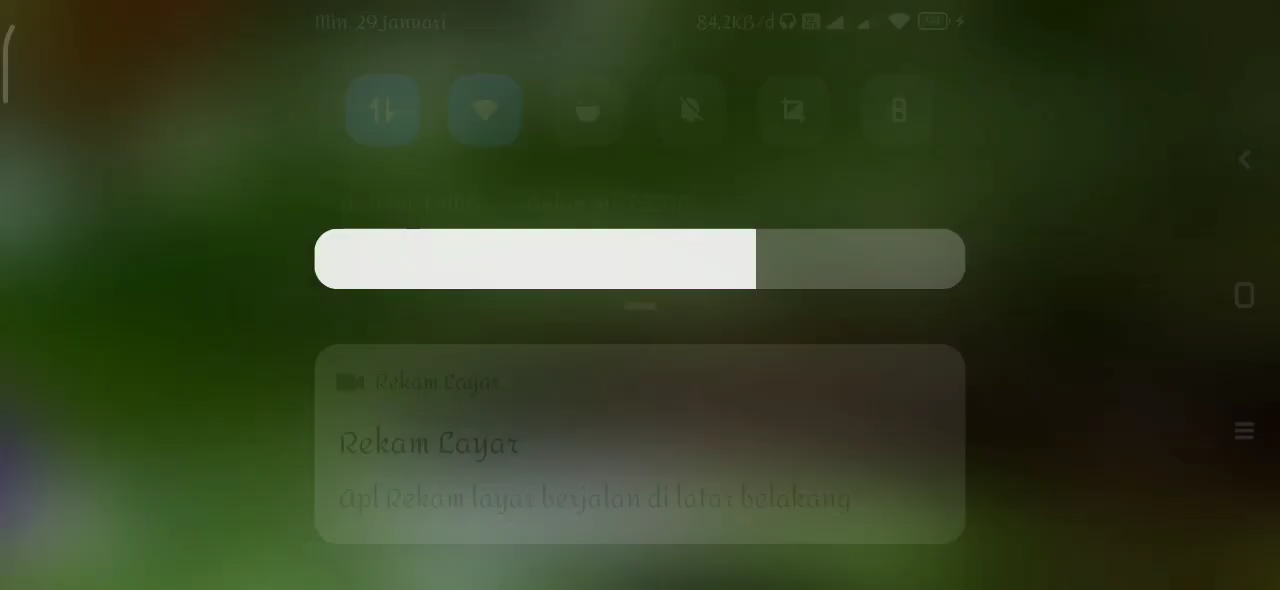 Min. 29 Januari
84,2KB/d
Rekam Layar
Rekam Layar
Apl Rekam layar berjalan di latar belakang